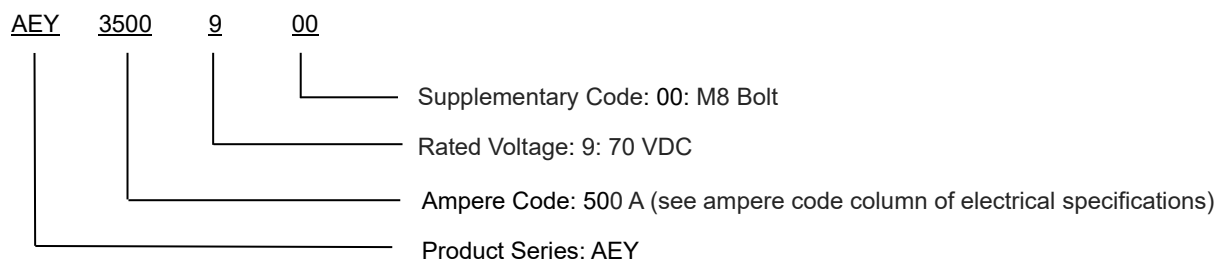 AEY 3500 9 00
Supplementary Code: 00: M8 Bolt
Rated Voltage: 9: 70 VDC
Ampere Code: 500 A (see ampere code column of electrical specifications)
Product Series: AEY